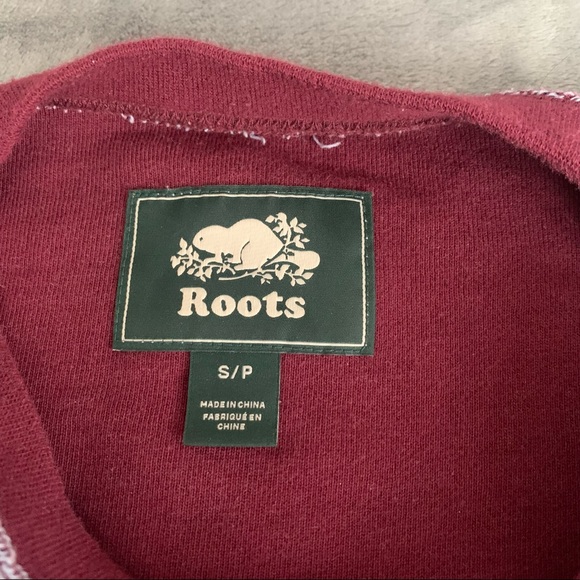 Roots
S/P
MADE IN CHINA
FABRIQUÉ EN
CHINE